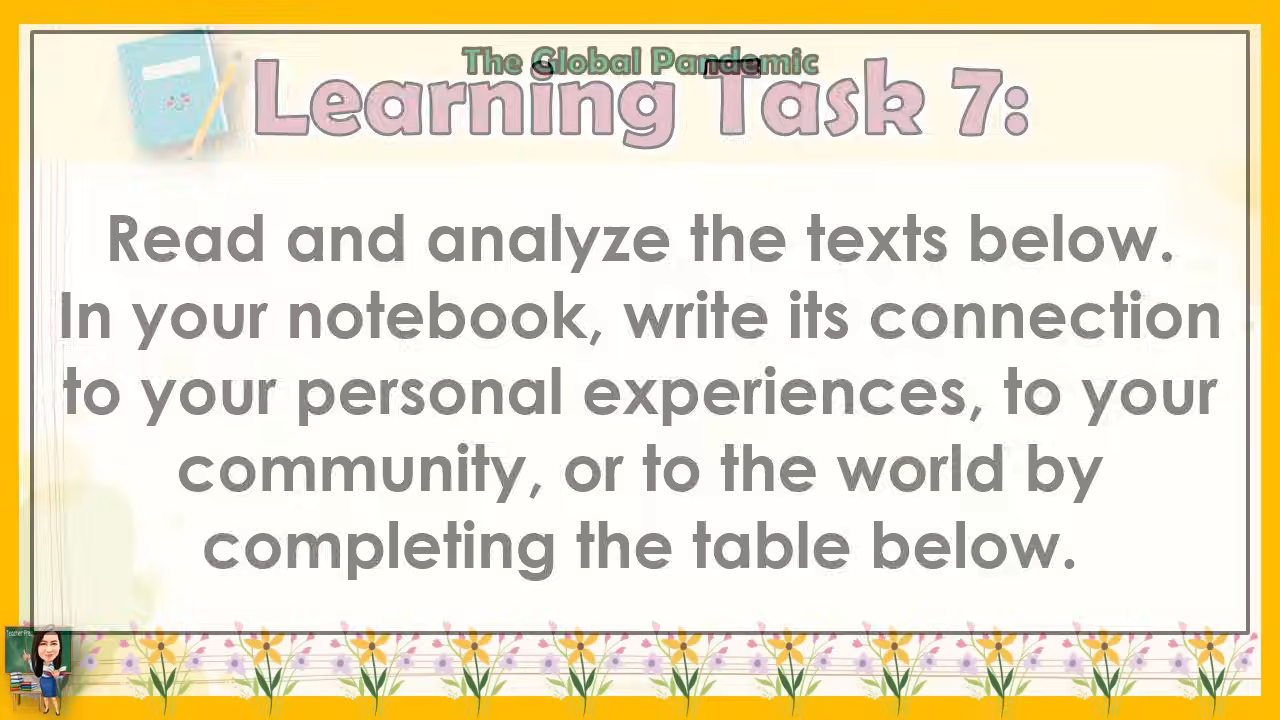 The Global Pandemic
Learning Task 7:
Read and analyze the texts below.
In your notebook, write its connection
to your personal experiences, to your
community, or to the world by
completing the table below.